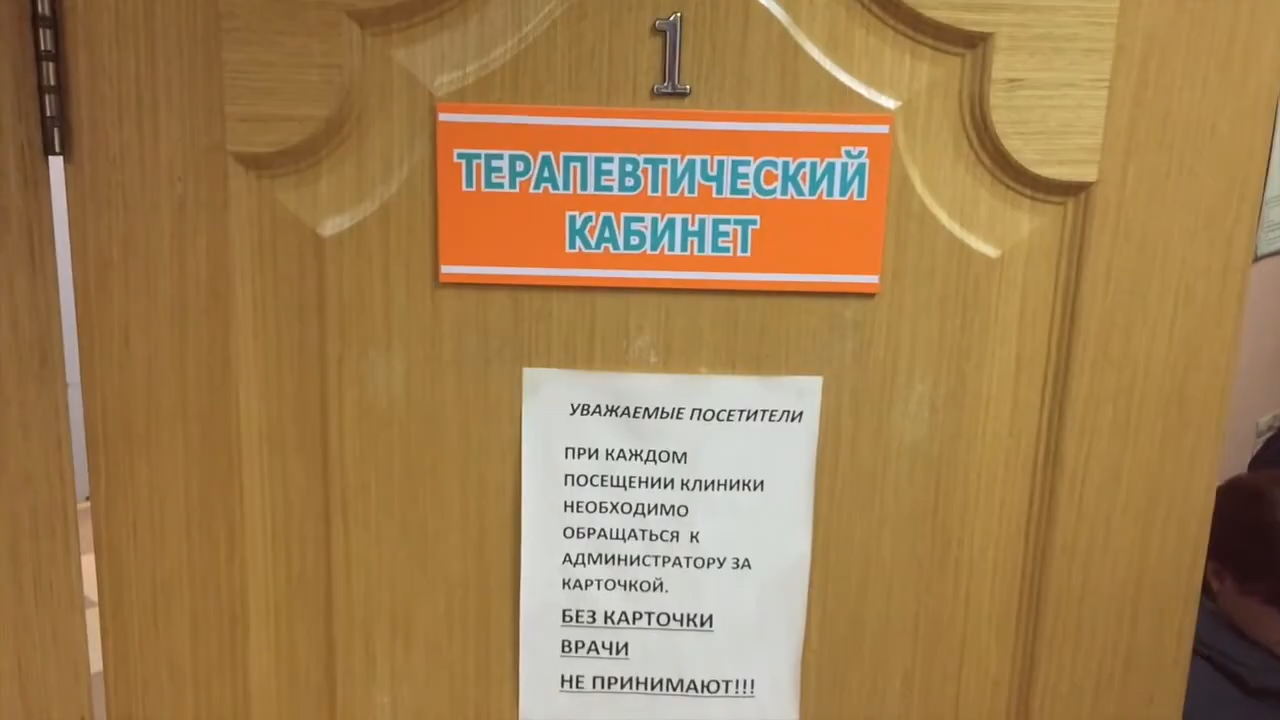 1
ТЕРАПЕВТИЧЕСКИЙ
КАБИНЕТ
УВАЖАЕМЫЕ ПОСЕТИТЕЛИ
ПРИ КАЖДОМ
ПОСЕЩЕНИИ КЛИНИКИ
НЕОБХОДИМО
ОБРАЩАТЬСЯ К
АДМИНИСТРАТОРУ ЗА
КАРТОЧКОЙ.
БЕЗ КАРТОЧКИ
ВРАЧИ
НЕ ПРИНИМАЮТ!!!